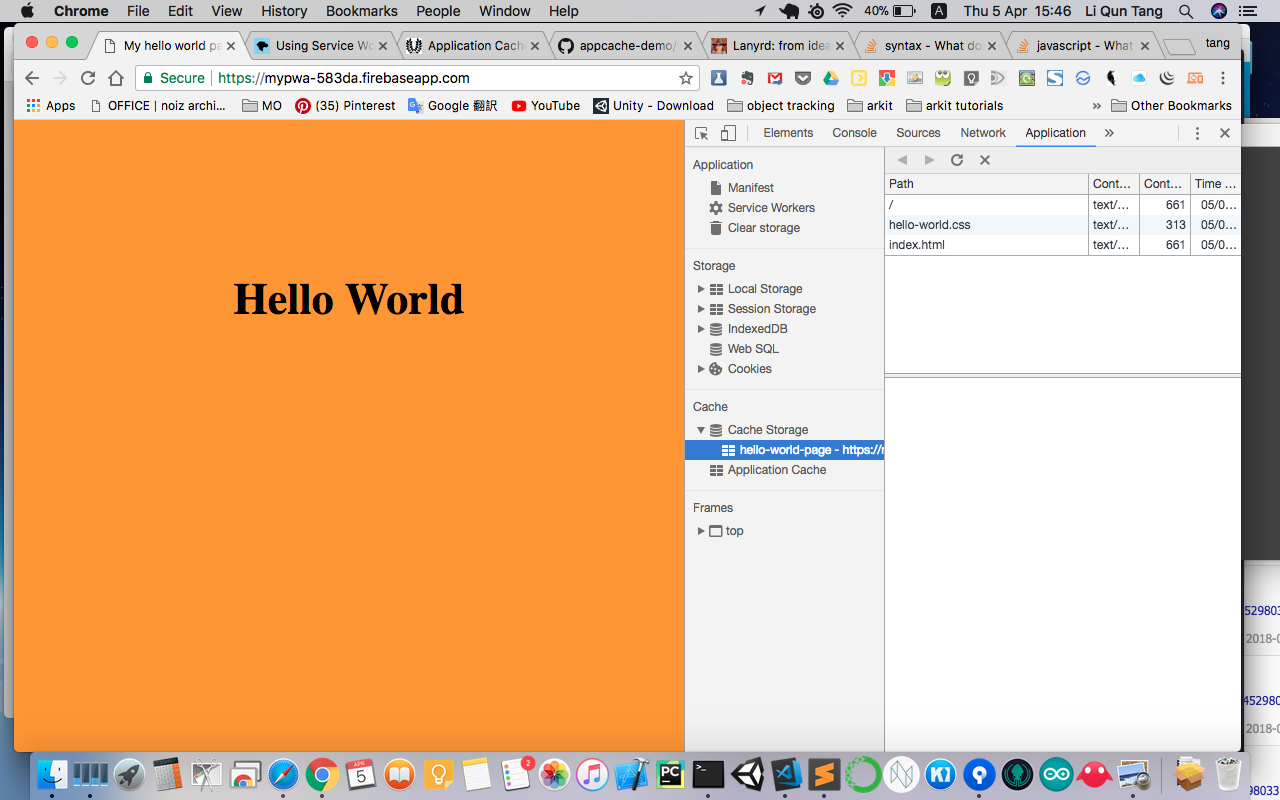 Chrome File Edit View History Bookmarks People Window Help 40% A Thu 5 Apr 15:46 Li Qun Tang
My hello world pa Using Service Wo Application Cach appcache-demo/ Lanyrd: from idea syntax - What do javascript - What tang
Secure https://mypwa-583da.firebaseapp.com
Apps OFFICE | noiz archi... MO (35) Pinterest Google 翻訳 YouTube Unity - Download object tracking arkit arkit tutorials » Other Bookmarks
Elements Console Sources Network Application »
Hello World
Application
Manifest
Service Workers
Clear storage
Storage
Local Storage
Session Storage
IndexedDB
Web SQL
Cookies
Cache
Cache Storage
hello-world-page - https://
Application Cache
Frames
top
Path Cont... Cont... Time ...
/ text/... 661 05/0...
hello-world.css text/... 313 05/0...
index.html text/... 661 05/0...
529803
2018-0
452980
2018-0
98033
APR
5
2
PC
K1